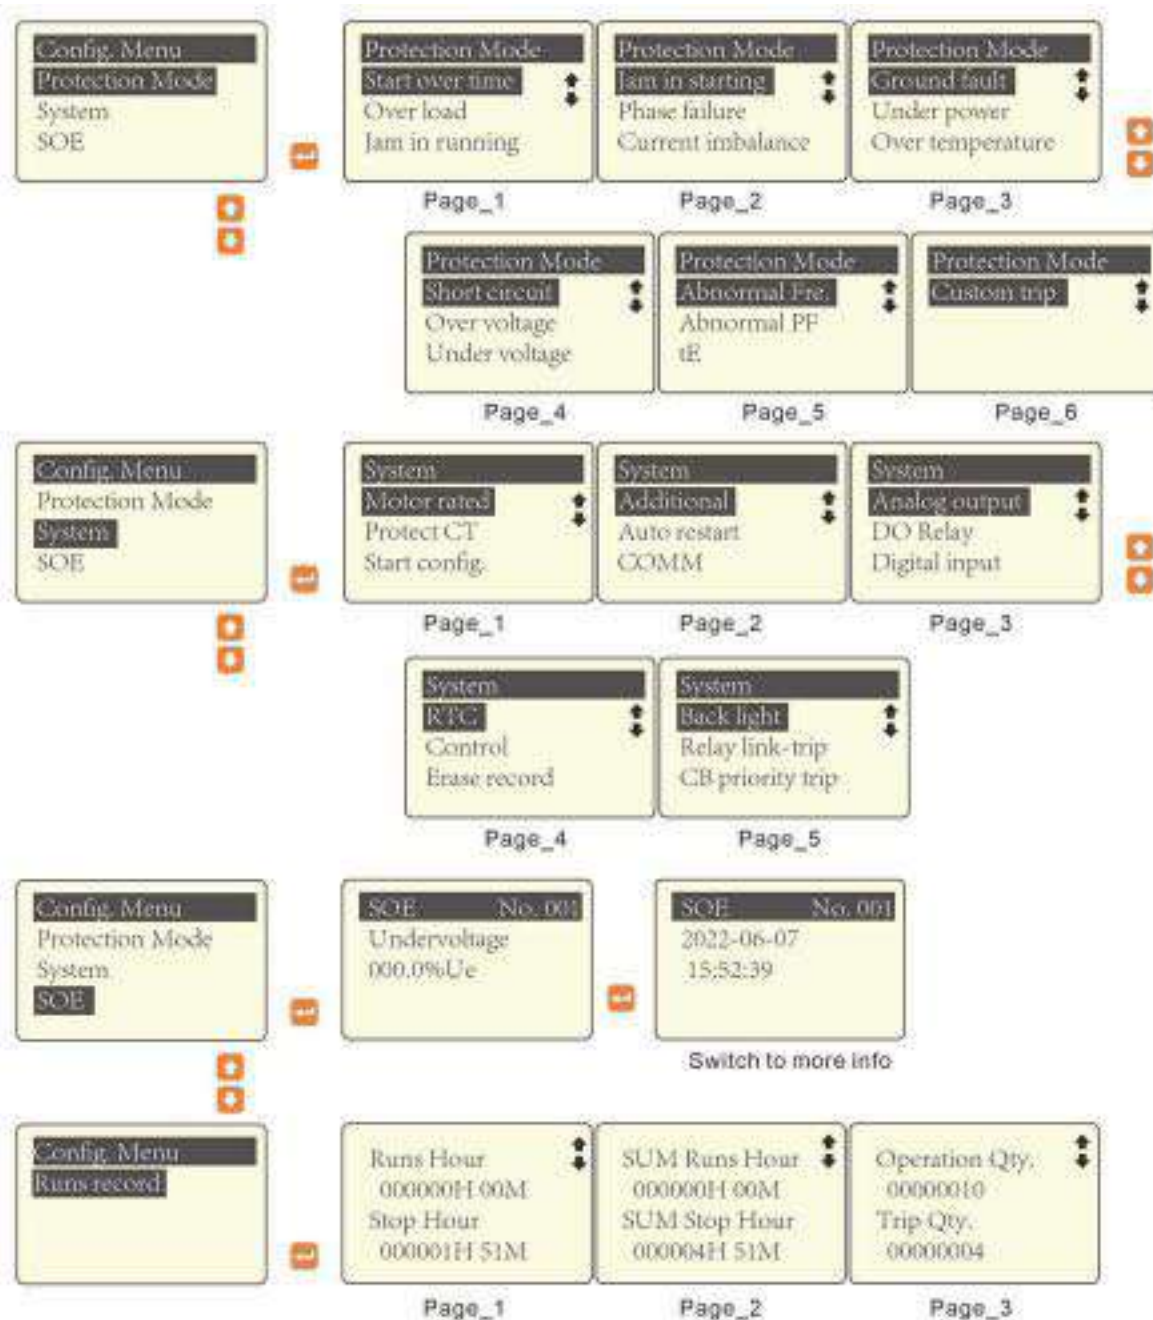 Config. Menu
Protection Mode
System
SOE
Protection Mode
Start over time
Over load
Jam in running
Page_1
Protection Mode
Jam in starting
Phase failure
Current imbalance
Page_2
Protection Mode
Ground fault
Under power
Over temperature
Page_3
Protection Mode
Short circuit
Over voltage
Under voltage
Page_4
Protection Mode
Abnormal Fre.
Abnormal PF
tE
Page_5
Protection Mode
Custom trip
Page_6
Config. Menu
Protection Mode
System
SOE
System
Motor rated
Protect CT
Start config.
Page_1
System
Additional
Auto restart
COMM
Page_2
System
Analog output
DO Relay
Digital input
Page_3
System
RTC
Control
Erase record
Page_4
System
Back light
Relay link-trip
CB priority trip
Page_5
Config. Menu
Protection Mode
System
SOE
SOE No. 001
Undervoltage
000.0%Ue
SOE No. 001
2022-06-07
15:52:39
Switch to more info
Config. Menu
Runs record
Runs Hour
000000H 00M
Stop Hour
000001H 51M
Page_1
SUM Runs Hour
000000H 00M
SUM Stop Hour
000004H 51M
Page_2
Operation Qty.
00000010
Trip Qty.
00000004
Page_3